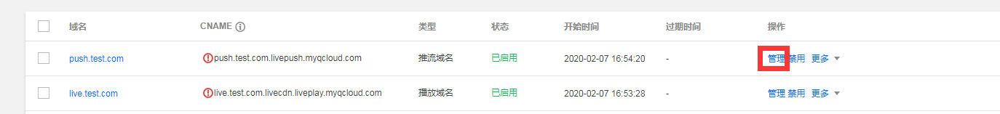 域名 CNAME 类型 状态 开始时间 过期时间 操作
push.test.com push.test.com.livepush.myqcloud.com 推流域名 已启用 2020-02-07 16:54:20 - 管理 禁用 更多
live.test.com live.test.com.livecdn.liveplay.myqcloud.com 播放域名 已启用 2020-02-07 16:53:28 - 管理 禁用 更多